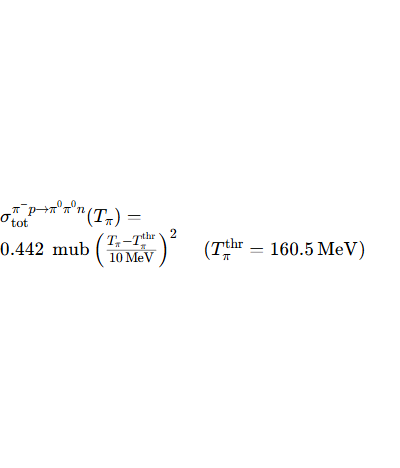 σ_tot^{π⁻p→π⁰π⁰n}(T_π) =
0.442 mub ((T_π−T_π^thr)/(10 MeV))² (T_π^thr = 160.5 MeV)